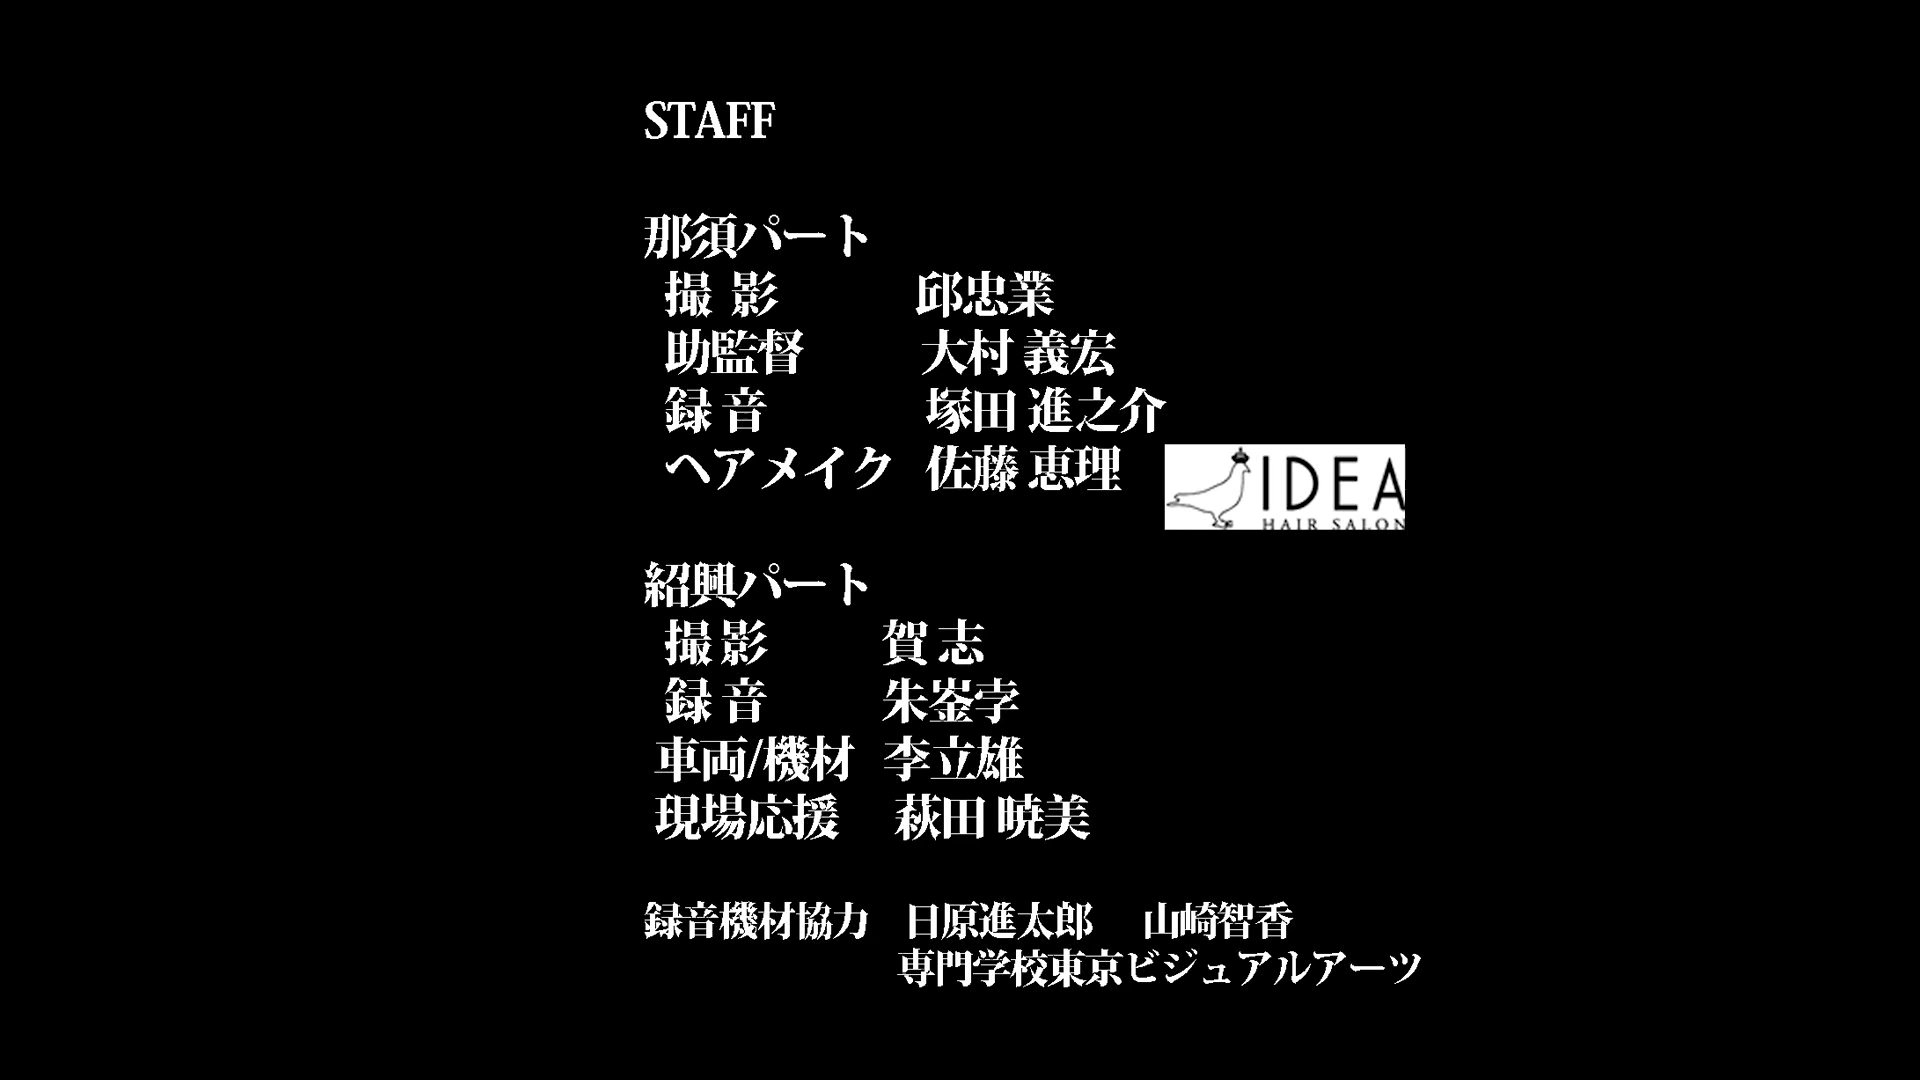 STAFF
那須パート
撮 影 邱忠業
助監督 大村 義宏
録 音 塚田 進之介
ヘアメイク 佐藤 恵理
IDEA
HAIR SALON
紹興パート
撮 影 賀 志
録 音 朱崟孛
車両/機材 李立雄
現場応援 萩田 暁美
録音機材協力 日原進太郎 山崎智香
専門学校東京ビジュアルアーツ